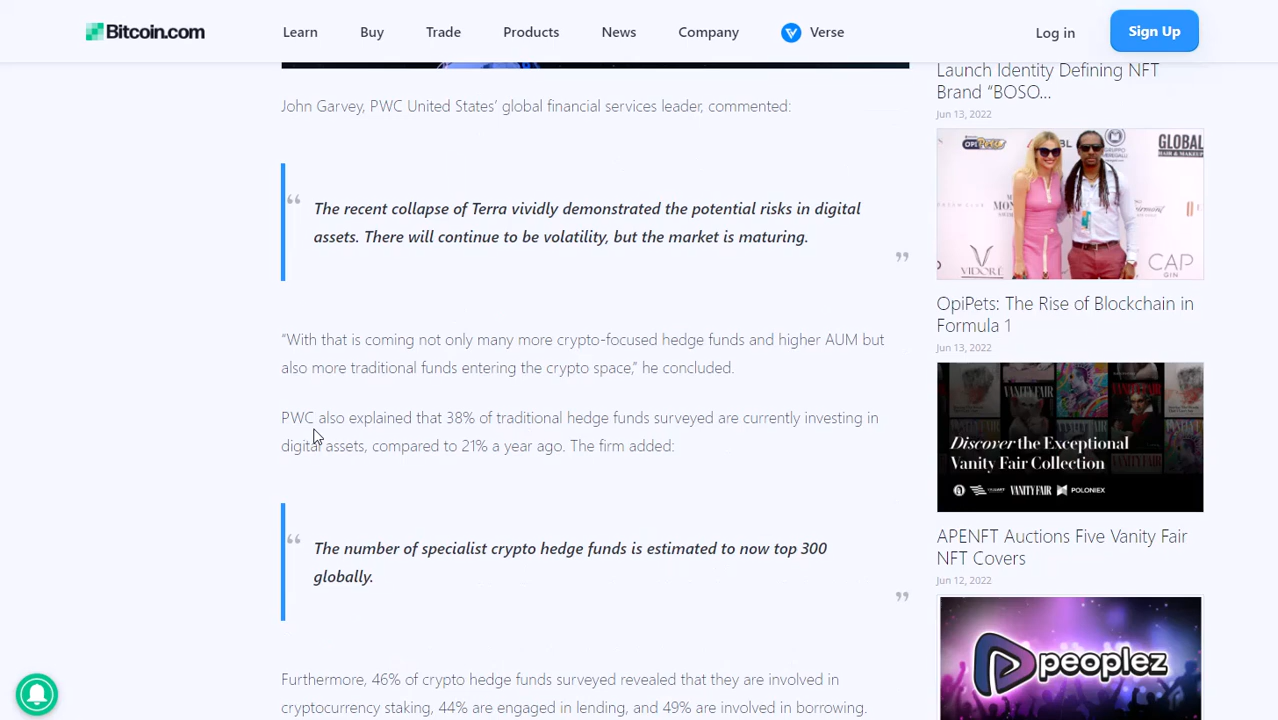 Bitcoin.com
Learn
Buy
Trade
Products
News
Company
Verse
Log in
Sign Up
John Garvey, PWC United States’ global financial services leader, commented:
“
The recent collapse of Terra vividly demonstrated the potential risks in digital
assets. There will continue to be volatility, but the market is maturing.
”
“With that is coming not only many more crypto-focused hedge funds and higher AUM but
also more traditional funds entering the crypto space,” he concluded.
PWC also explained that 38% of traditional hedge funds surveyed are currently investing in
digital assets, compared to 21% a year ago. The firm added:
“
The number of specialist crypto hedge funds is estimated to now top 300
globally.
”
Furthermore, 46% of crypto hedge funds surveyed revealed that they are involved in
cryptocurrency staking, 44% are engaged in lending, and 49% are involved in borrowing.
Launch Identity Defining NFT
Brand “BOSO...
Jun 13, 2022
GLOBAL
HAIR & MAKEUP
VIDORÉ
CAP
GIN
OpiPets: The Rise of Blockchain in
Formula 1
Jun 13, 2022
VANITY FAIR
Discover the Exceptional
Vanity Fair Collection
VANITY FAIR
POLONIEX
APENFT Auctions Five Vanity Fair
NFT Covers
Jun 12, 2022
peoplez